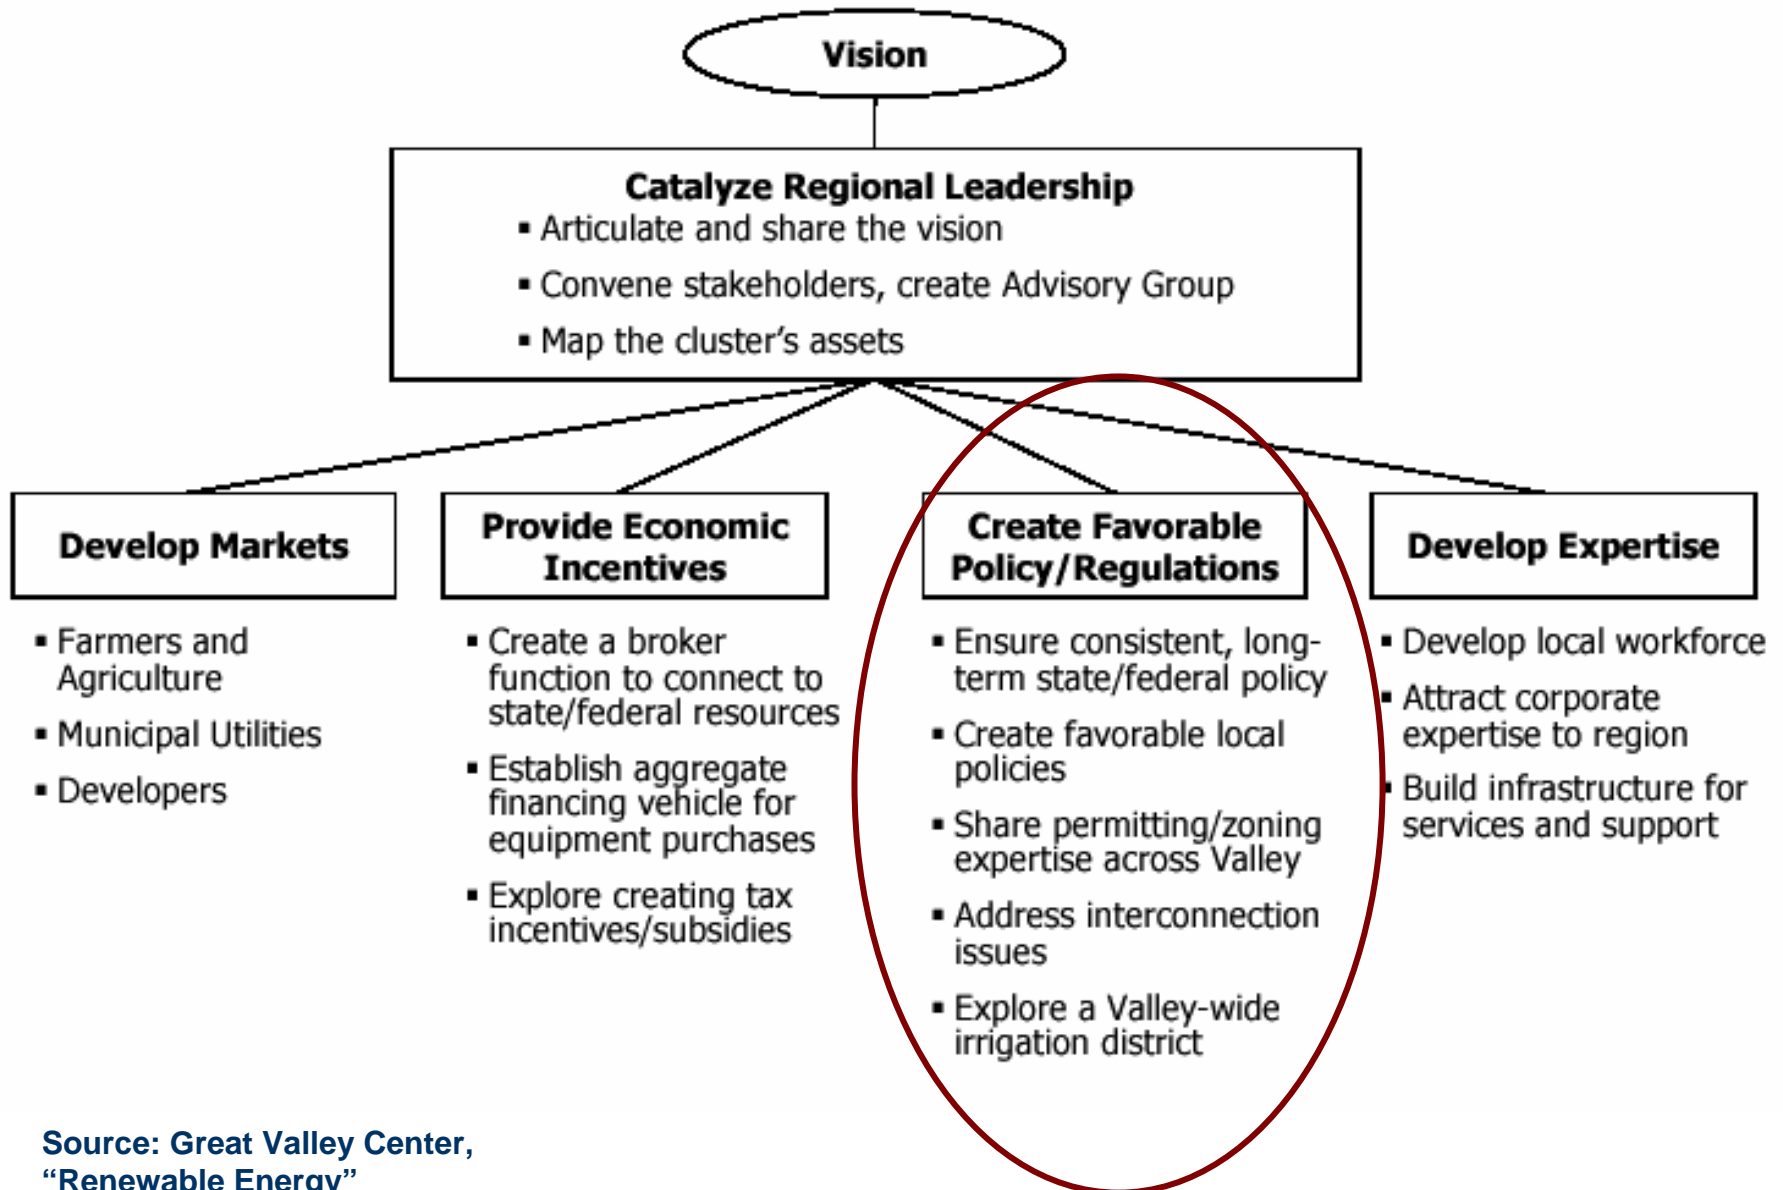 Vision
Catalyze Regional Leadership
▪ Articulate and share the vision
▪ Convene stakeholders, create Advisory Group
▪ Map the cluster’s assets
Develop Markets
▪ Farmers and
Agriculture
▪ Municipal Utilities
▪ Developers
Provide Economic
Incentives
▪ Create a broker
function to connect to
state/federal resources
▪ Establish aggregate
financing vehicle for
equipment purchases
▪ Explore creating tax
incentives/subsidies
Create Favorable
Policy/Regulations
▪ Ensure consistent, long-
term state/federal policy
▪ Create favorable local
policies
▪ Share permitting/zoning
expertise across Valley
▪ Address interconnection
issues
▪ Explore a Valley-wide
irrigation district
Develop Expertise
▪ Develop local workforce
▪ Attract corporate
expertise to region
▪ Build infrastructure for
services and support
Source: Great Valley Center,
“Renewable Energy”